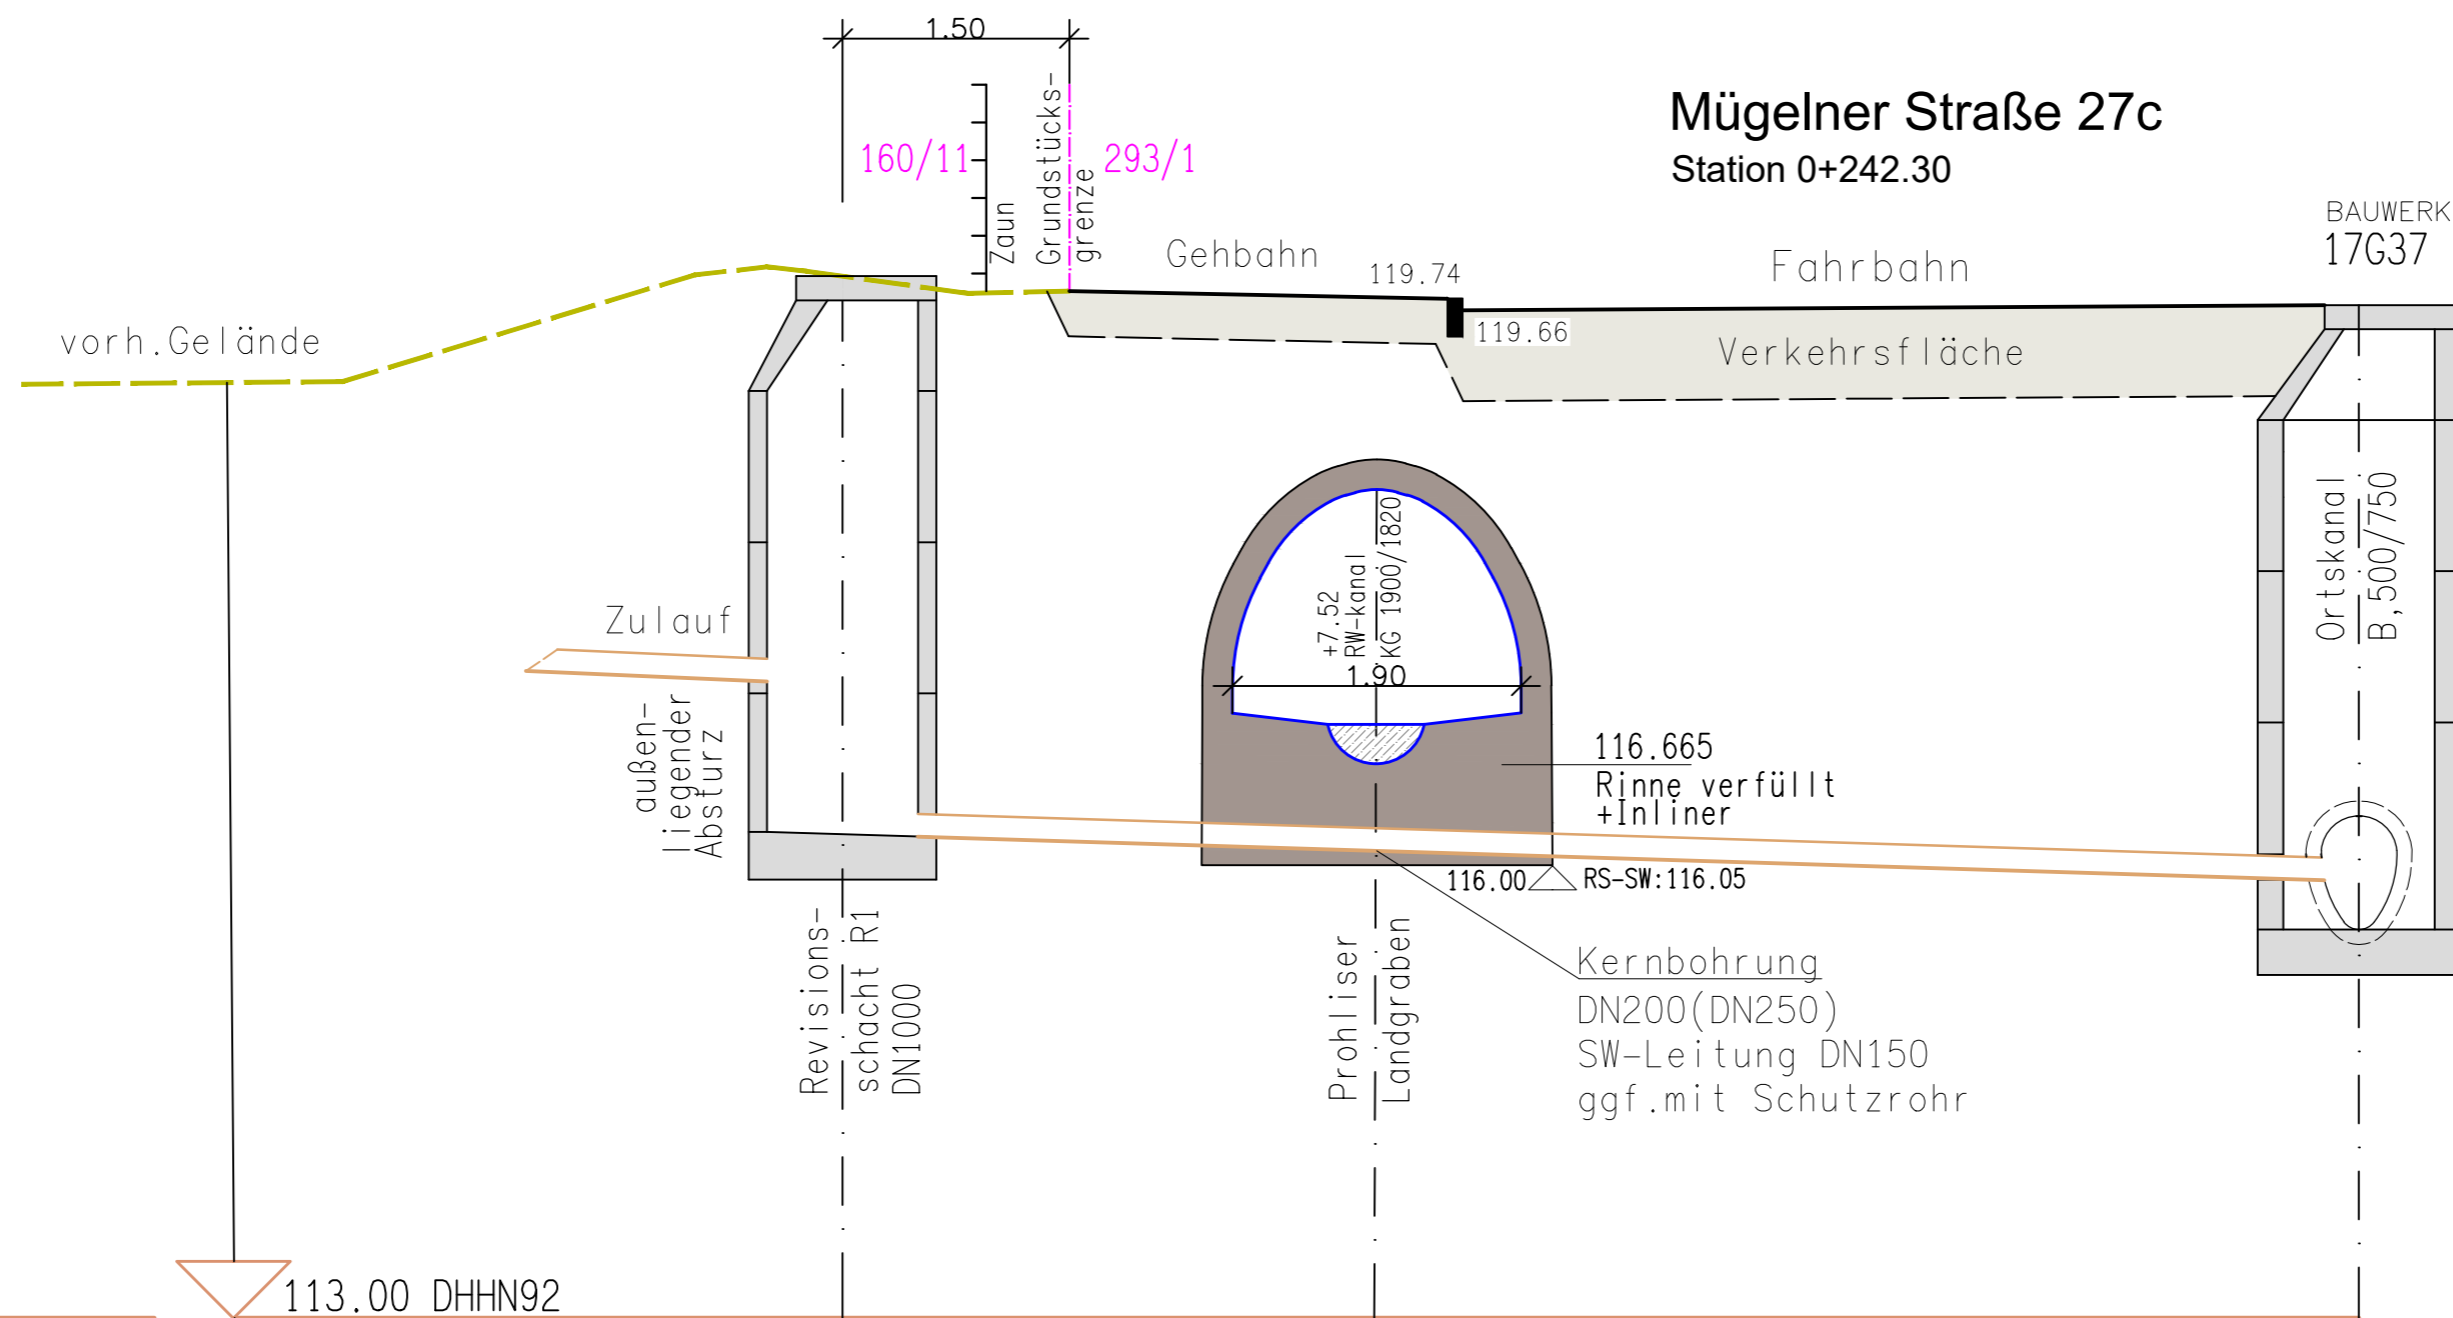 1.50
Mügelner Straße 27c
Station 0+242.30
160/11
Zaun
Grundstücks-
grenze
293/1
BAUWERK
17G37
Gehbahn
119.74
Fahrbahn
119.66
Verkehrsfläche
vorh.Gelände
Zulauf
außen-
liegender
Absturz
+7.52
RW-kanal
KG 1900/1820
1.90
Ortskanal
B,500/750
116.665
Rinne verfüllt
+Inliner
116.00
RS-SW:116.05
Revisions-
schacht R1
DN1000
Prohliser
Landgraben
Kernbohrung
DN200(DN250)
SW-Leitung DN150
ggf.mit Schutzrohr
113.00 DHHN92